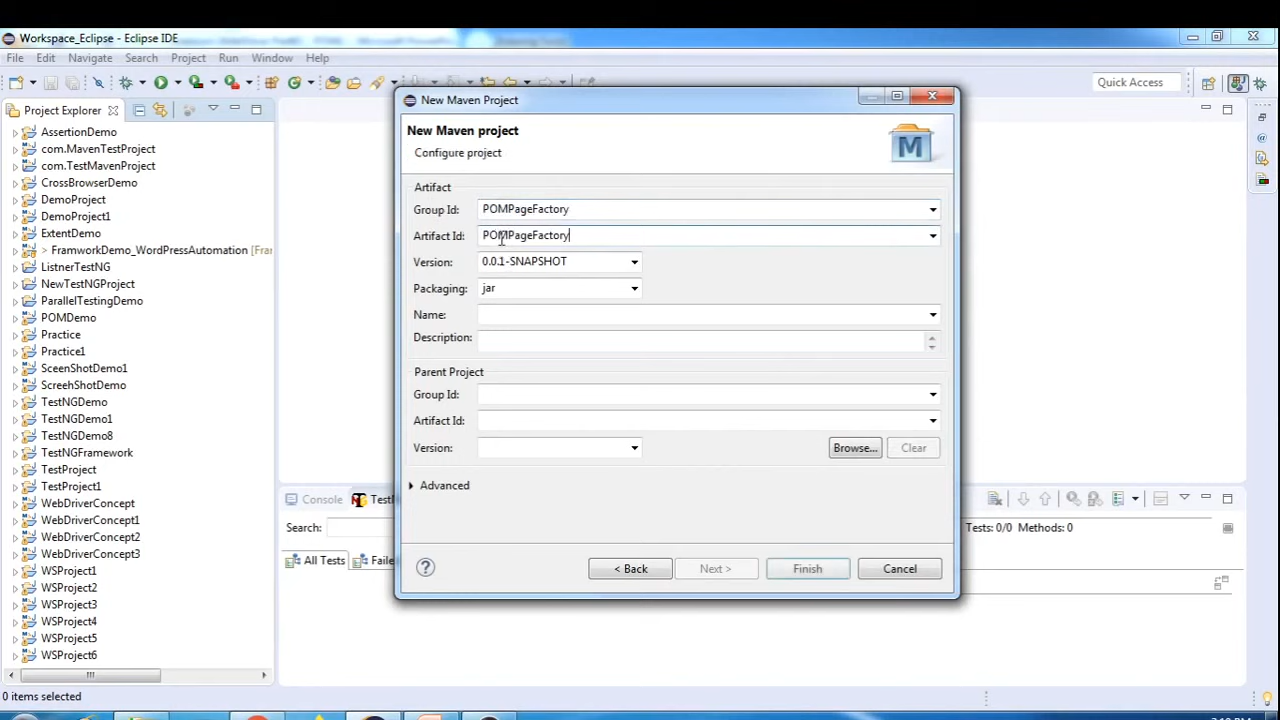 Workspace_Eclipse - Eclipse IDE
File Edit Navigate Search Project Run Window Help
Quick Access
Project Explorer
AssertionDemo
com.MavenTestProject
com.TestMavenProject
CrossBrowserDemo
DemoProject
DemoProject1
ExtentDemo
> FramworkDemo_WordPressAutomation [Fra
ListnerTestNG
NewTestNGProject
ParallelTestingDemo
POMDemo
Practice
Practice1
SceenShotDemo1
ScreehShotDemo
TestNGDemo
TestNGDemo1
TestNGDemo8
TestNGFramework
TestProject
TestProject1
WebDriverConcept
WebDriverConcept1
WebDriverConcept2
WebDriverConcept3
WSProject1
WSProject2
WSProject3
WSProject4
WSProject5
WSProject6
0 items selected
New Maven Project
New Maven project
Configure project
M
Artifact
Group Id: POMPageFactory
Artifact Id: POMPageFactory
Version: 0.0.1-SNAPSHOT
Packaging: jar
Name:
Description:
Parent Project
Group Id:
Artifact Id:
Version: Browse... Clear
Advanced
< Back Next > Finish Cancel
Console TestN
Search: Tests: 0/0 Methods: 0
All Tests Faile